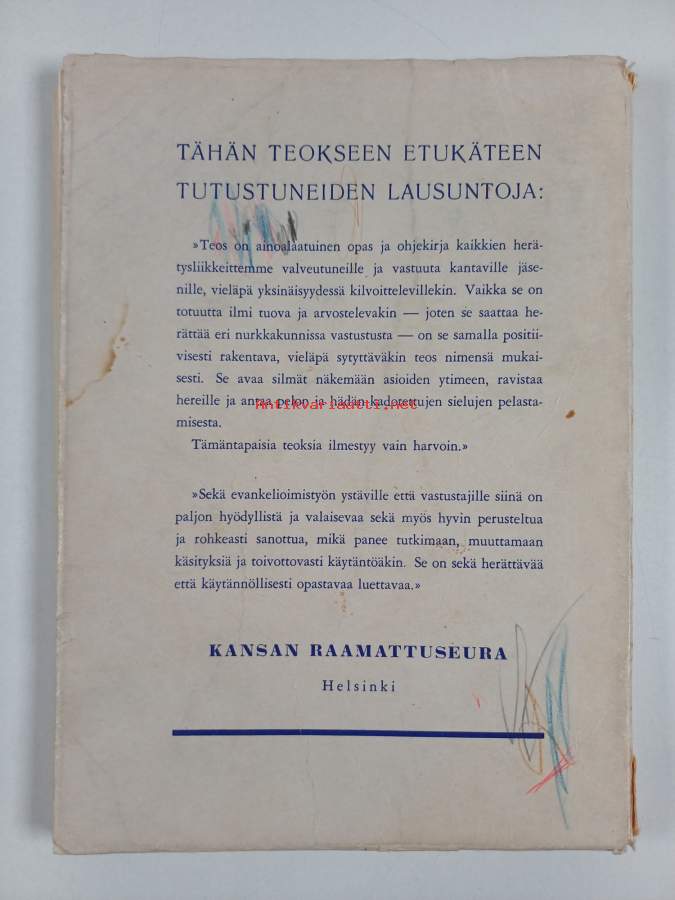 TÄHÄN TEOKSEEN ETUKÄTEEN
TUTUSTUNEIDEN LAUSUNTOJA:
»Teos on ainoalaatuinen opas ja ohjekirja kaikkien herä-
tysliikkeittemme valveutuneille ja vastuuta kantaville jäse-
nille, vieläpä yksinäisyydessä kilvoittelevillekin. Vaikka se on
totuutta ilmi tuova ja arvostelevakin — joten se saattaa he-
rättää eri nurkkakunnissa vastustusta — on se samalla positii-
visesti rakentava, vieläpä sytyttäväkin teos nimensä mukai-
sesti. Se avaa silmät näkemään asioiden ytimeen, ravistaa
hereille ja antaa pelon ja hädän kadotettujen sielujen pelasta-
Antikvariaatti.net
misesta.
Tämäntapaisia teoksia ilmestyy vain harvoin.»
»Sekä evankelioimistyön ystäville että vastustajille siinä on
paljon hyödyllistä ja valaisevaa sekä myös hyvin perusteltua
ja rohkeasti sanottua, mikä panee tutkimaan, muuttamaan
käsityksiä ja toivottovasti käytäntöäkin. Se on sekä herättävää
että käytännöllisesti opastavaa luettavaa.»
KANSAN RAAMATTUSEURA
Helsinki